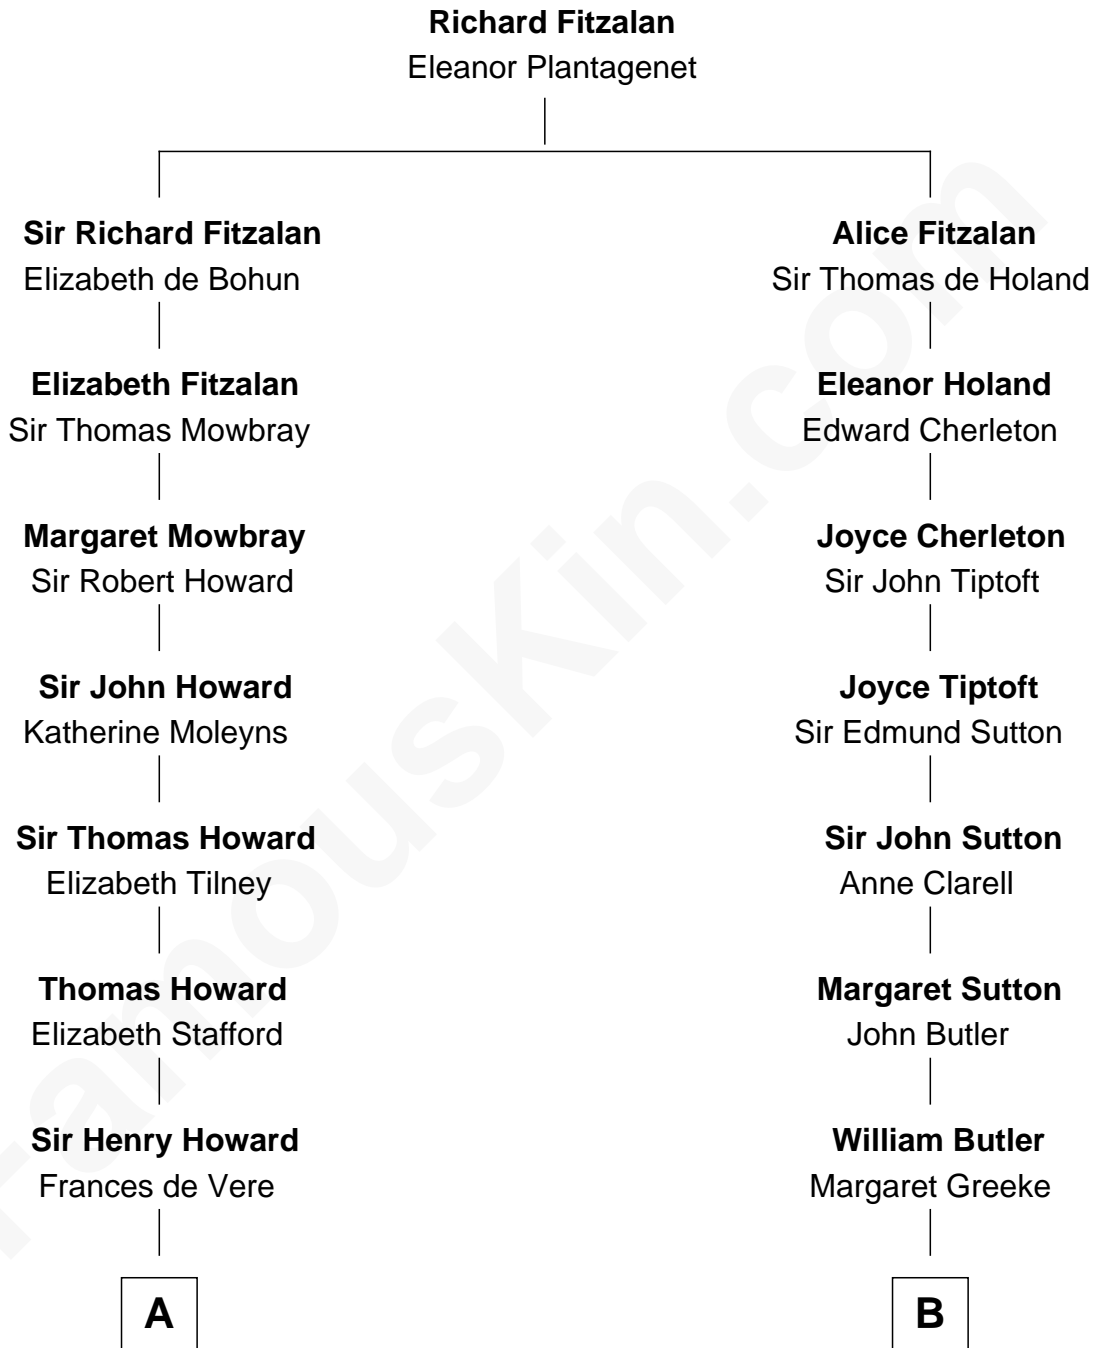 Richard Fitzalan
Eleanor Plantagenet
Sir Richard Fitzalan
Elizabeth de Bohun
Alice Fitzalan
Sir Thomas de Holand
Elizabeth Fitzalan
Sir Thomas Mowbray
Eleanor Holand
Edward Cherleton
Margaret Mowbray
Sir Robert Howard
Joyce Cherleton
Sir John Tiptoft
Sir John Howard
Katherine Moleyns
Joyce Tiptoft
Sir Edmund Sutton
Sir Thomas Howard
Elizabeth Tilney
Sir John Sutton
Anne Clarell
Thomas Howard
Elizabeth Stafford
Margaret Sutton
John Butler
Sir Henry Howard
Frances de Vere
William Butler
Margaret Greeke
A
B
FamousKin.com